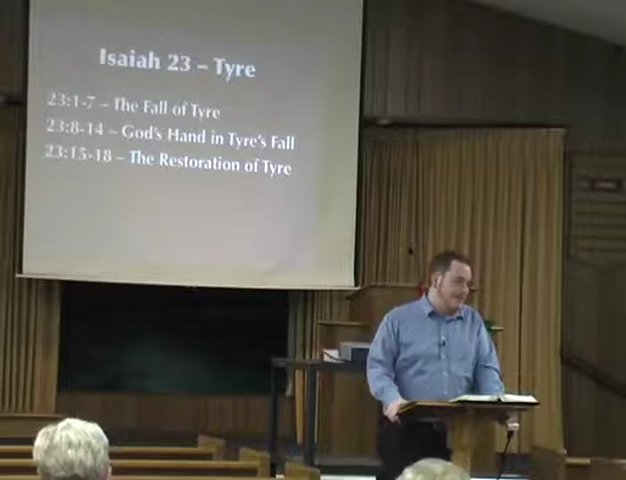 Isaiah 23 – Tyre
23:1-7 – The Fall of Tyre
23:8-14 – God's Hand in Tyre's Fall
23:15-18 – The Restoration of Tyre